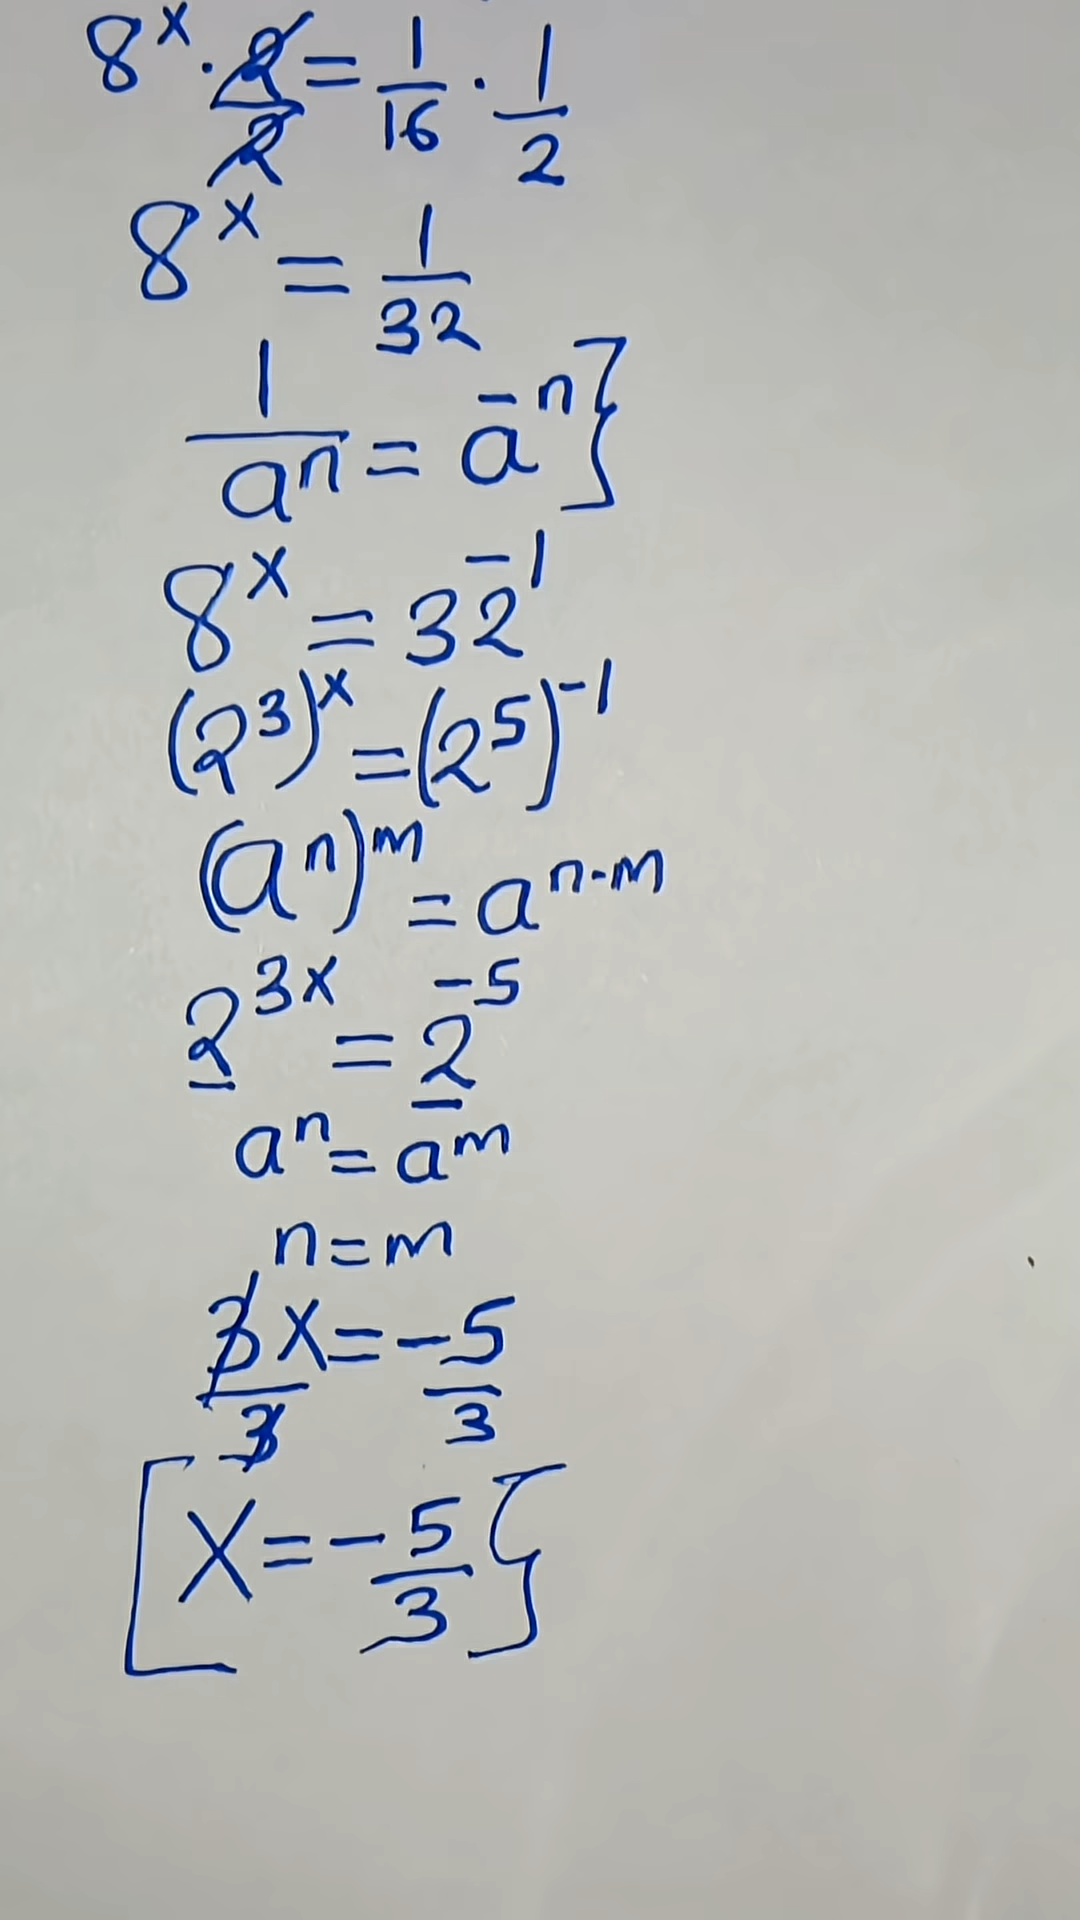 8^x · 2/2 = 1/16 · 1/2
8^x = 1/32
1/a^n = a^-n }
8^x = 32^-1
(2^3)^x = (2^5)^-1
(a^n)^m = a^n·m
2^3x = 2^-5
a^n = a^m
n = m
3x/3 = -5/3
[x = -5/3}